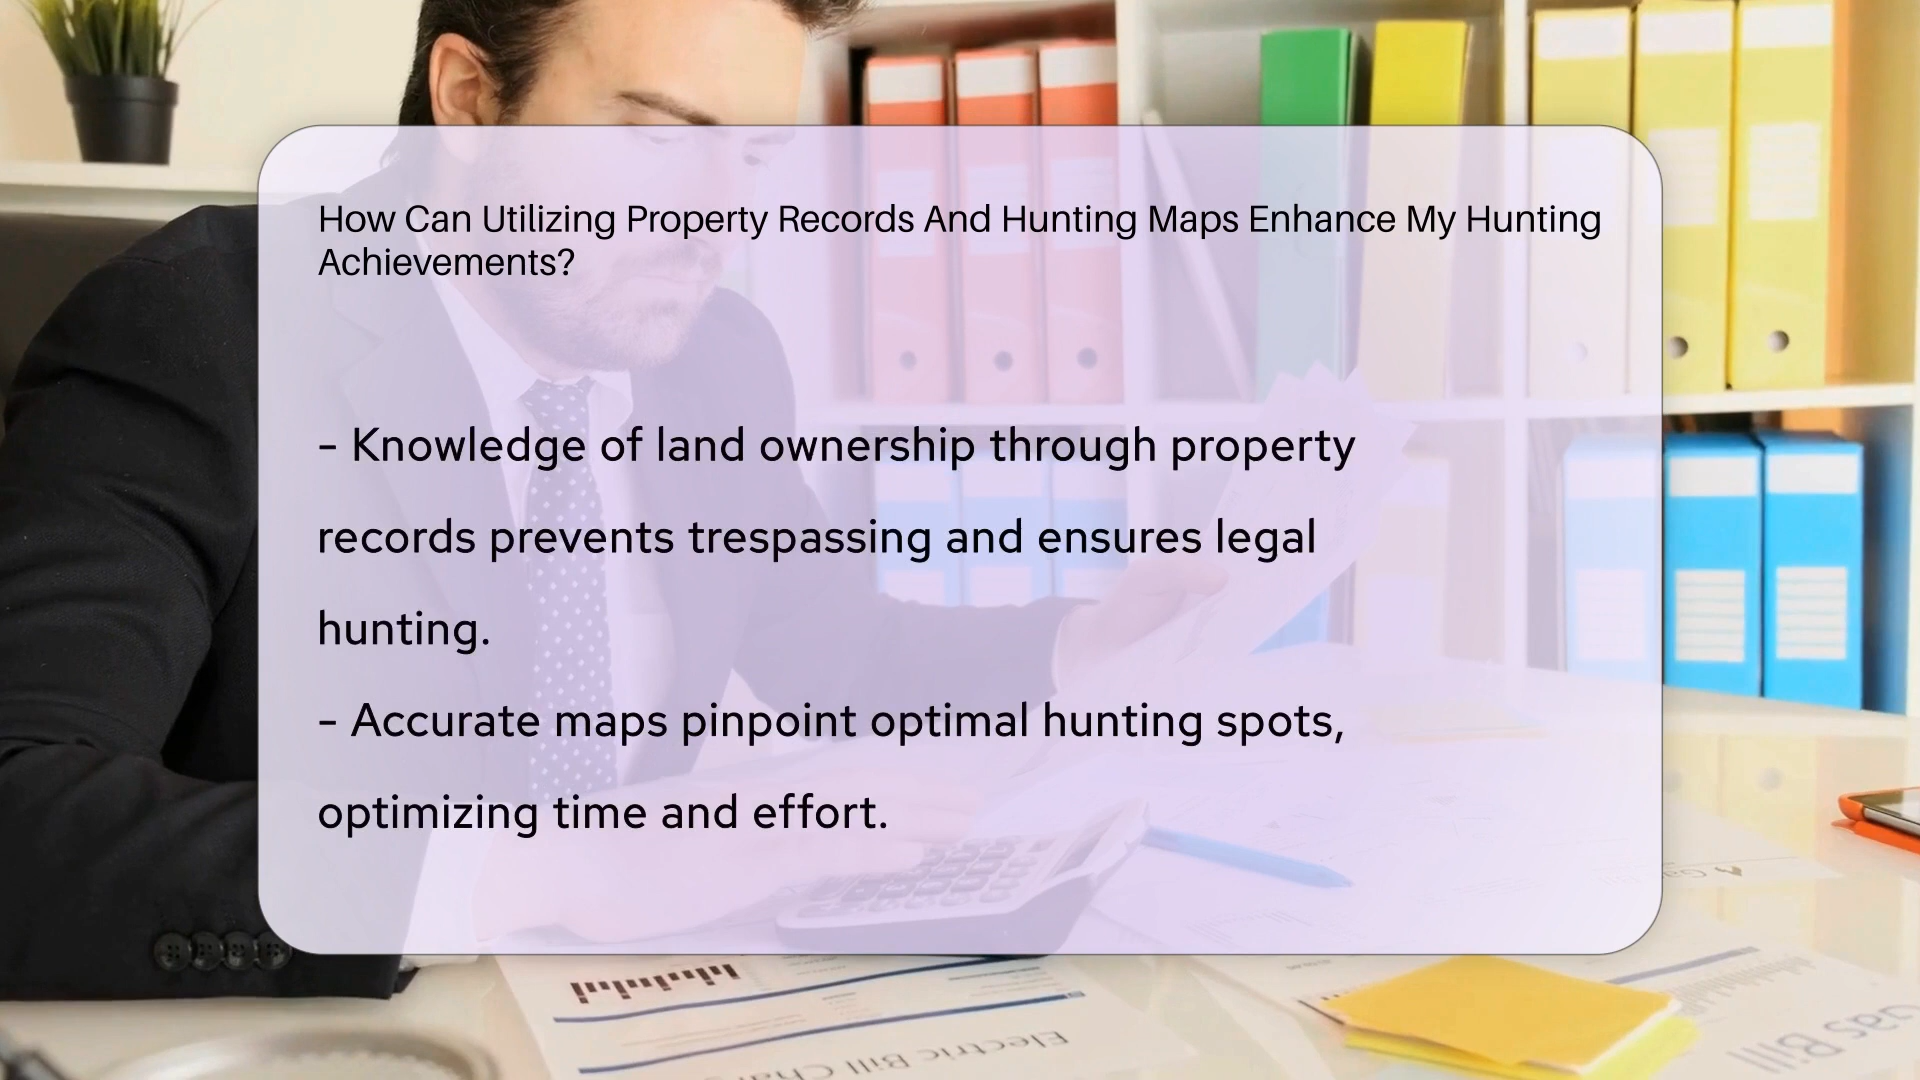 How Can Utilizing Property Records And Hunting Maps Enhance My Hunting
Achievements?
- Knowledge of land ownership through property
records prevents trespassing and ensures legal
hunting.
- Accurate maps pinpoint optimal hunting spots,
optimizing time and effort.
Electric Bill
Gas Bill